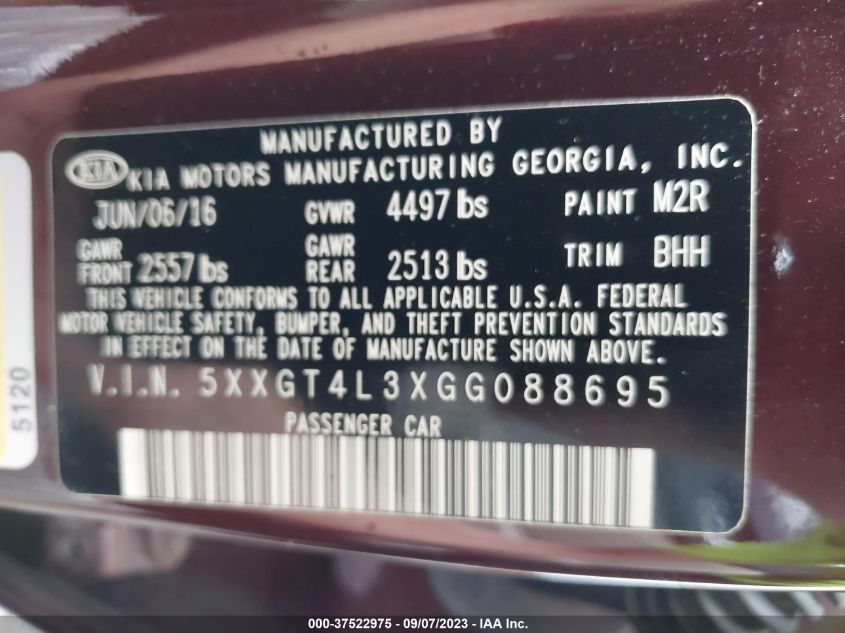 MANUFACTURED BY
KIA KIA MOTORS MANUFACTURING GEORGIA, INC.
JUN/06/16 GVWR 4497 lbs PAINT M2R
GAWR FRONT 2557 lbs GAWR REAR 2513 lbs TRIM BHH
THIS VEHICLE CONFORMS TO ALL APPLICABLE U.S.A. FEDERAL
MOTOR VEHICLE SAFETY, BUMPER, AND THEFT PREVENTION STANDARDS
IN EFFECT ON THE DATE OF MANUFACTURE SHOWN ABOVE.
V.I.N. 5XXGT4L3XGG088695
PASSENGER CAR
5120
000-37522975 - 09/07/2023 - IAA Inc.